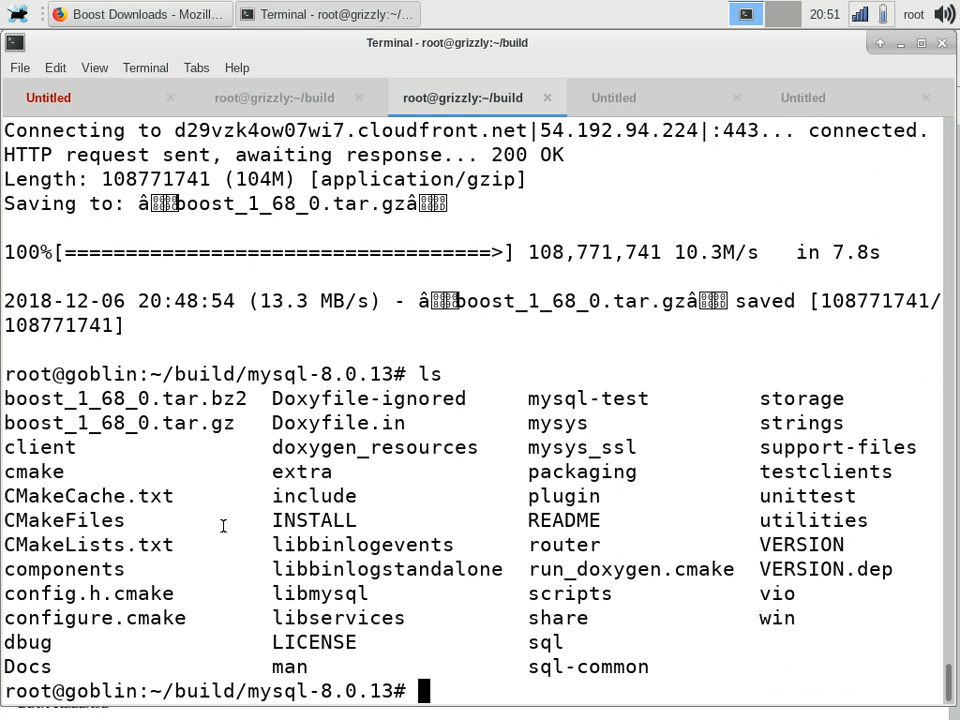 Boost Downloads - Mozill...
Terminal - root@grizzly:~/...
20:51
root
Terminal - root@grizzly:~/build
File Edit View Terminal Tabs Help
Untitled
root@grizzly:~/build
root@grizzly:~/build
Untitled
Untitled
Connecting to d29vzk4ow07wi7.cloudfront.net|54.192.94.224|:443... connected.
HTTP request sent, awaiting response... 200 OK
Length: 108771741 (104M) [application/gzip]
Saving to: âboost_1_68_0.tar.gzâ
100%[===================================>] 108,771,741 10.3M/s   in 7.8s
2018-12-06 20:48:54 (13.3 MB/s) - âboost_1_68_0.tar.gzâ saved [108771741/
108771741]
root@goblin:~/build/mysql-8.0.13# ls
boost_1_68_0.tar.bz2  Doxyfile-ignored     mysql-test          storage
boost_1_68_0.tar.gz   Doxyfile.in          mysys               strings
client                doxygen_resources    mysys_ssl           support-files
cmake                 extra                packaging           testclients
CMakeCache.txt        include              plugin              unittest
CMakeFiles            INSTALL              README              utilities
CMakeLists.txt        libbinlogevents      router              VERSION
components            libbinlogstandalone  run_doxygen.cmake   VERSION.dep
config.h.cmake        libmysql             scripts             vio
configure.cmake       libservices          share               win
dbug                  LICENSE              sql
Docs                  man                  sql-common
root@goblin:~/build/mysql-8.0.13#